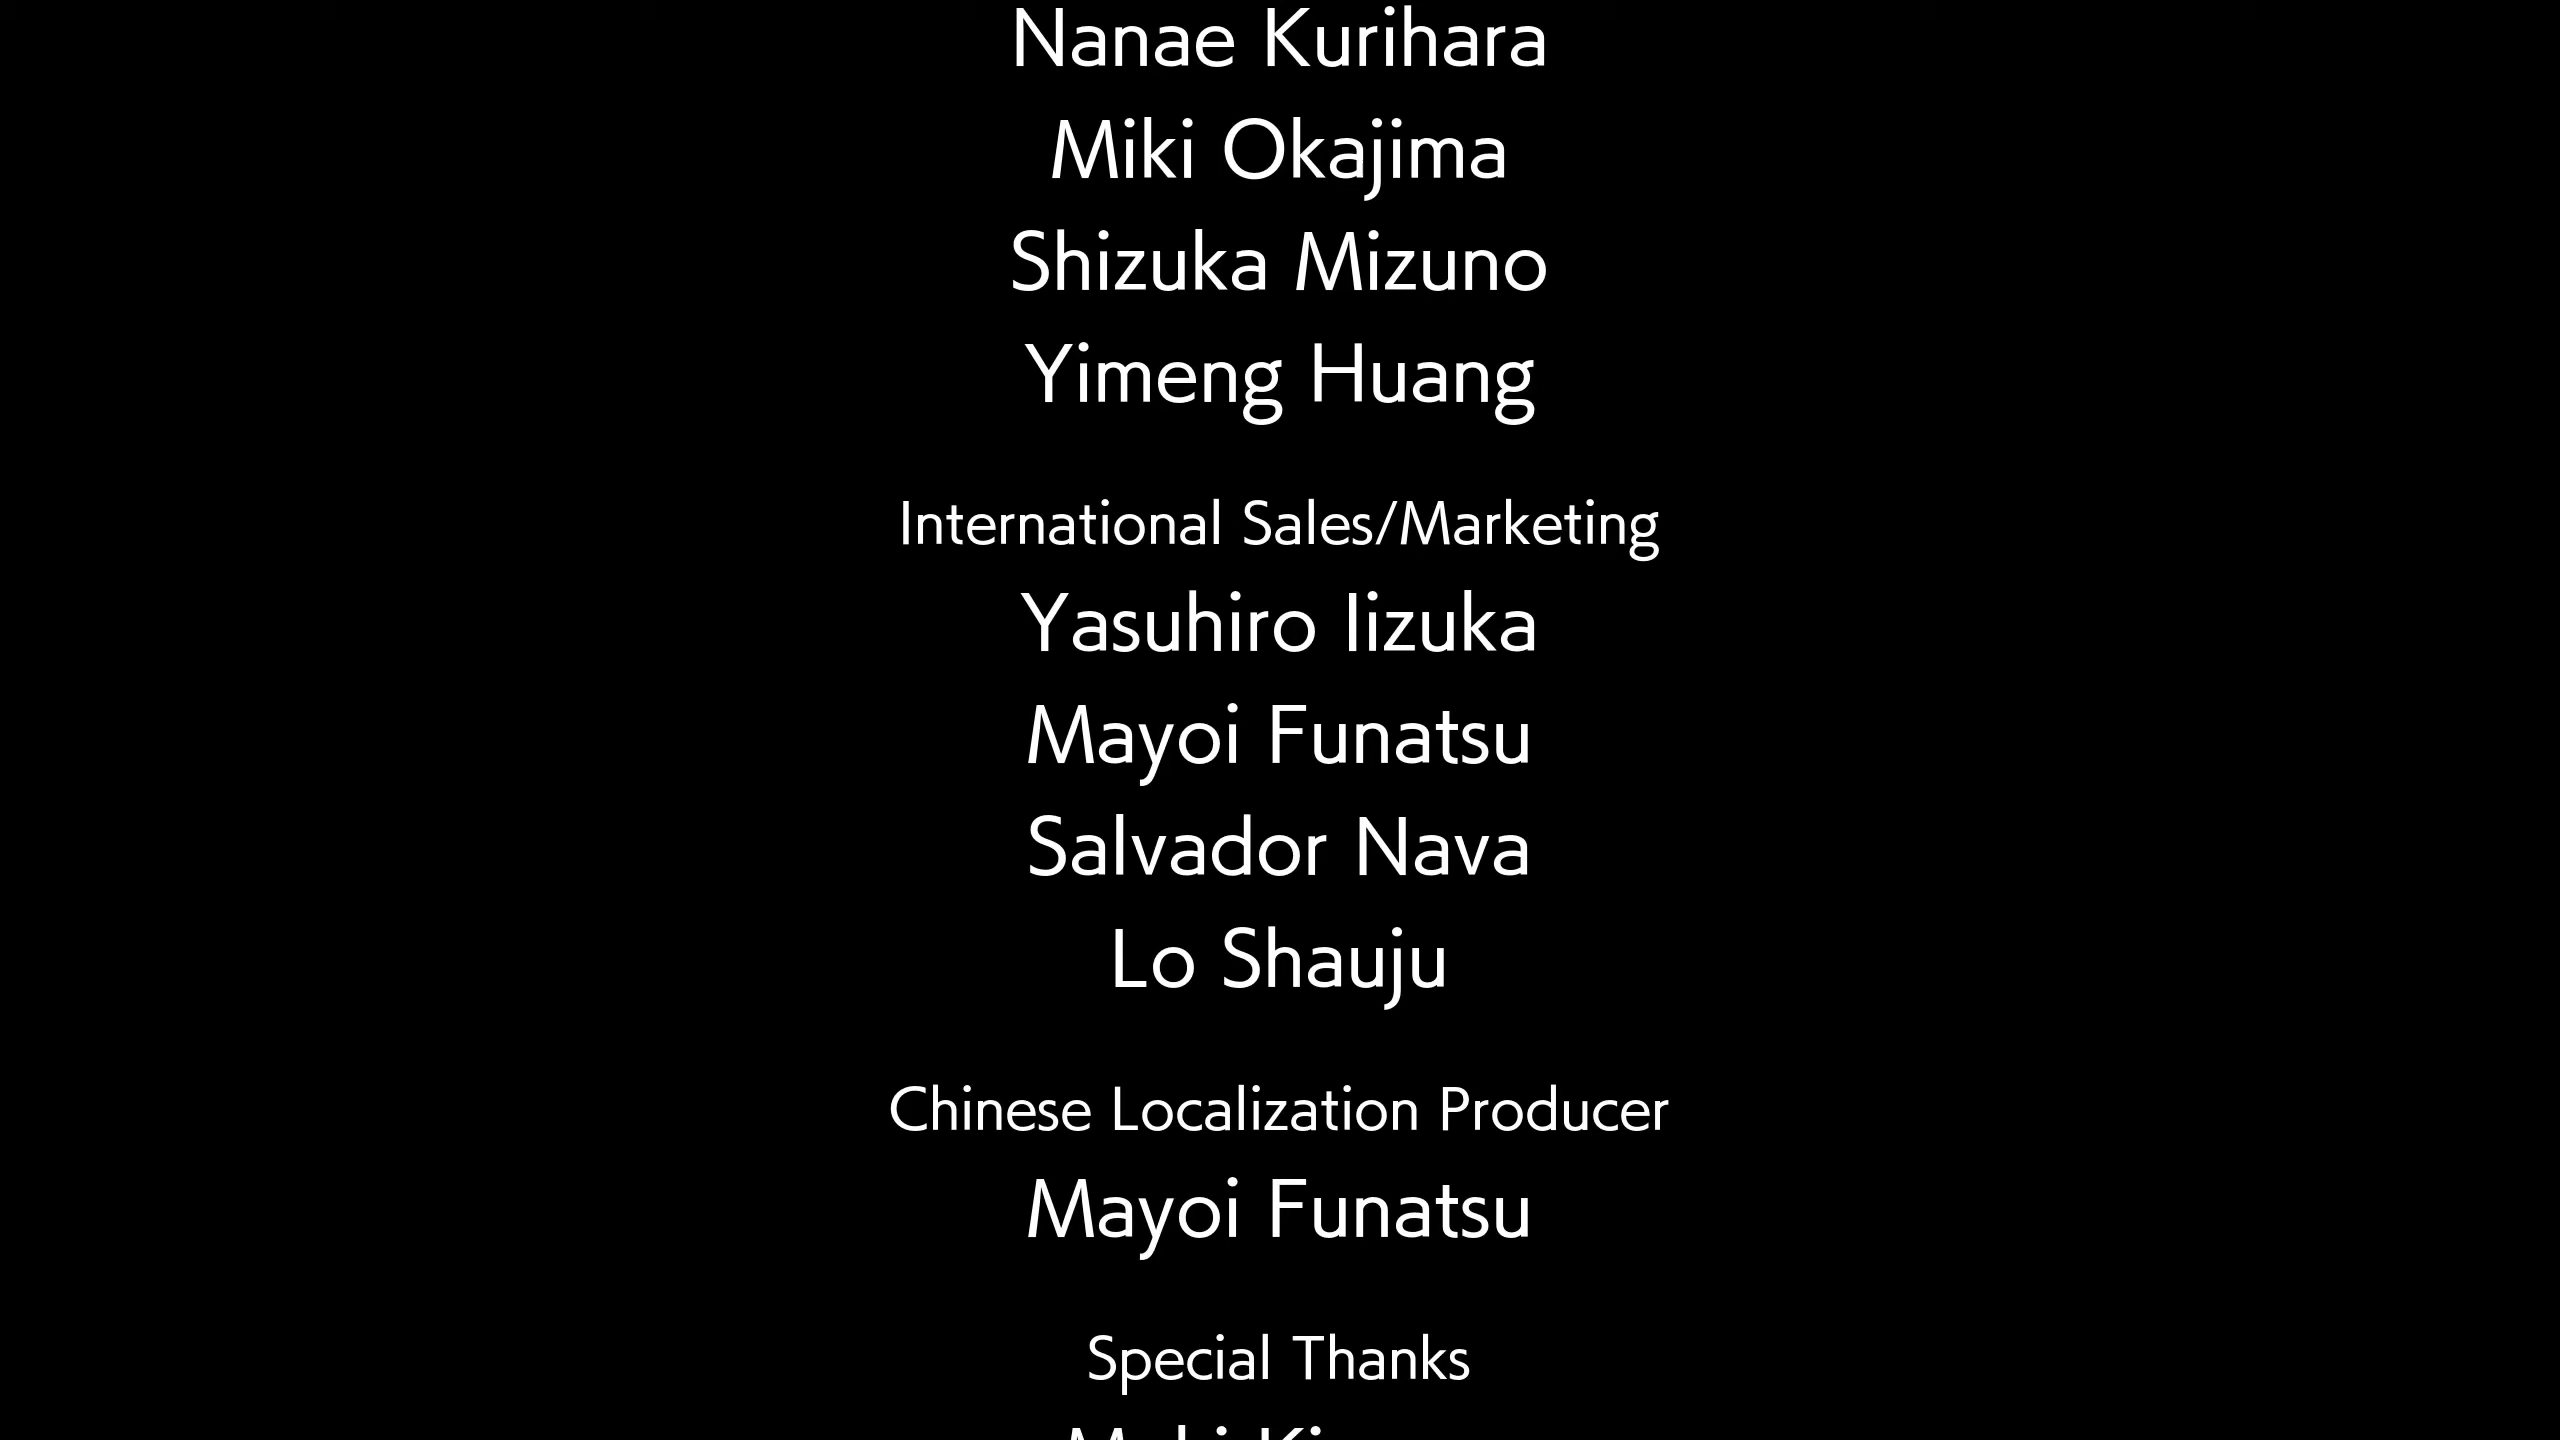 Nanae Kurihara
Miki Okajima
Shizuka Mizuno
Yimeng Huang
International Sales/Marketing
Yasuhiro Iizuka
Mayoi Funatsu
Salvador Nava
Lo Shauju
Chinese Localization Producer
Mayoi Funatsu
Special Thanks